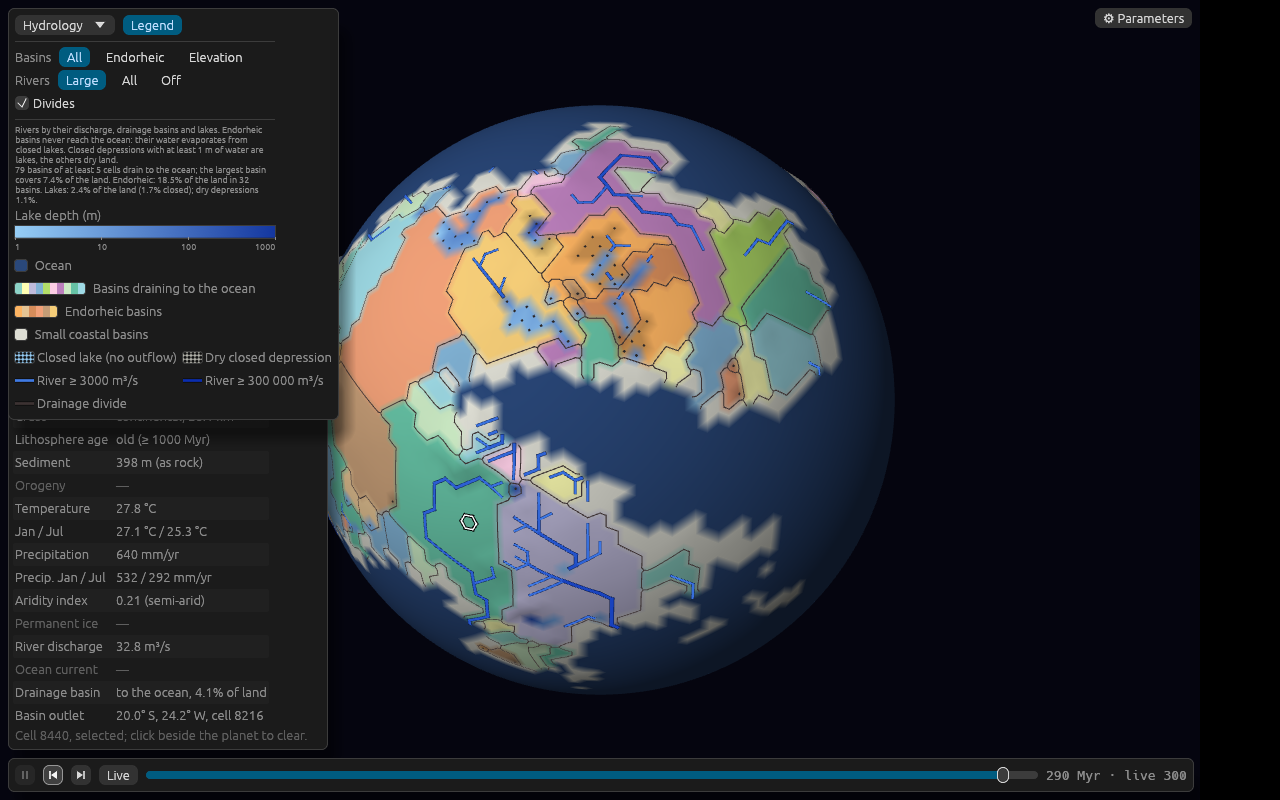 Hydrology ▼ Legend
⚙ Parameters
Basins All Endorheic Elevation
Rivers Large All Off
✓ Divides
Rivers by their discharge, drainage basins and lakes. Endorheic
basins never reach the ocean: their water evaporates from
closed lakes. Closed depressions with at least 1 m of water are
lakes, the others dry land.
79 basins of at least 5 cells drain to the ocean; the largest basin
covers 7.4% of the land. Endorheic: 18.5% of the land in 32
basins. Lakes: 2.4% of the land (1.7% closed); dry depressions
1.1%.
Lake depth (m)
1 10 100 1000
Ocean
Basins draining to the ocean
Endorheic basins
Small coastal basins
Closed lake (no outflow) Dry closed depression
River ≥ 3000 m³/s River ≥ 300 000 m³/s
Drainage divide
Lithosphere age old (≥ 1000 Myr)
Sediment 398 m (as rock)
Orogeny —
Temperature 27.8 °C
Jan / Jul 27.1 °C / 25.3 °C
Precipitation 640 mm/yr
Precip. Jan / Jul 532 / 292 mm/yr
Aridity index 0.21 (semi-arid)
Permanent ice —
River discharge 32.8 m³/s
Ocean current —
Drainage basin to the ocean, 4.1% of land
Basin outlet 20.0° S, 24.2° W, cell 8216
Cell 8440, selected; click beside the planet to clear.
Live 290 Myr · live 300